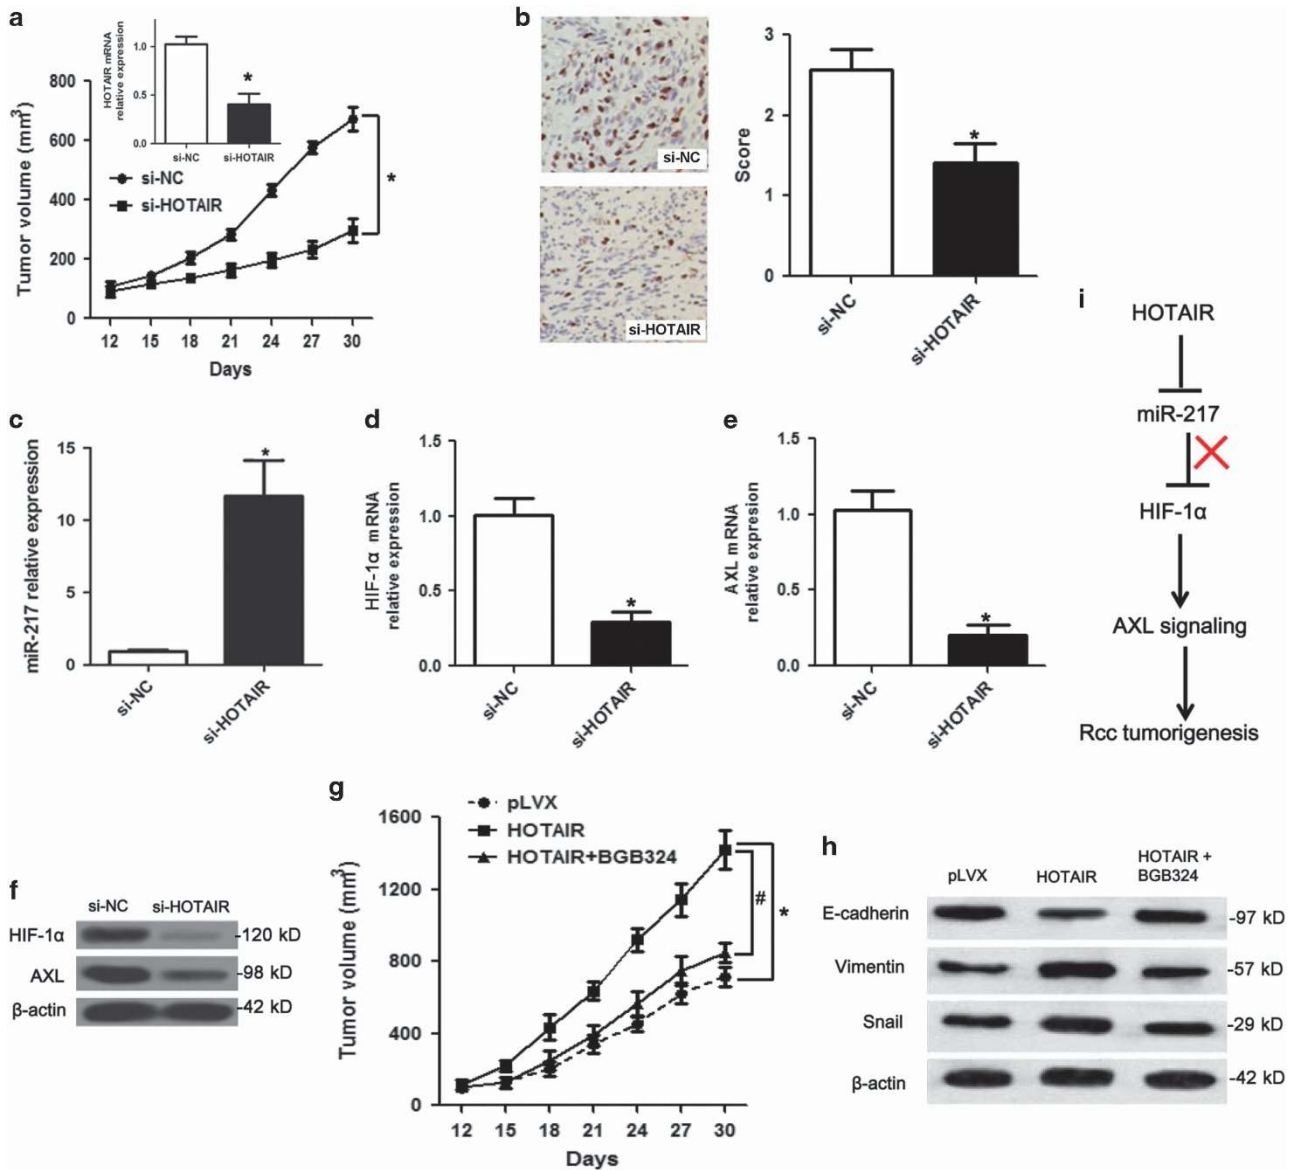 a
HOTAIR mRNA
relative expression
1.0
0.5
0.0
*
si-NC
si-HOTAIR
Tumor volume (mm3)
800
600
400
200
0
si-NC
si-HOTAIR
*
12 15 18 21 24 27 30
Days
b
si-NC
si-HOTAIR
Score
3
2
1
0
*
si-NC
si-HOTAIR
c
miR-217 relative expression
15
10
5
0
*
si-NC
si-HOTAIR
d
HIF-1α mRNA
relative expression
1.5
1.0
0.5
0.0
*
si-NC
si-HOTAIR
e
AXL mRNA
relative expression
1.5
1.0
0.5
0.0
*
si-NC
si-HOTAIR
i
HOTAIR
miR-217
HIF-1α
AXL signaling
Rcc tumorigenesis
f
si-NC si-HOTAIR
HIF-1α -120 kD
AXL -98 kD
β-actin -42 kD
g
pLVX
HOTAIR
HOTAIR+BGB324
Tumor volume (mm3)
1600
1200
800
400
0
# *
12 15 18 21 24 27 30
Days
h
pLVX HOTAIR HOTAIR +
BGB324
E-cadherin -97 kD
Vimentin -57 kD
Snail -29 kD
β-actin -42 kD